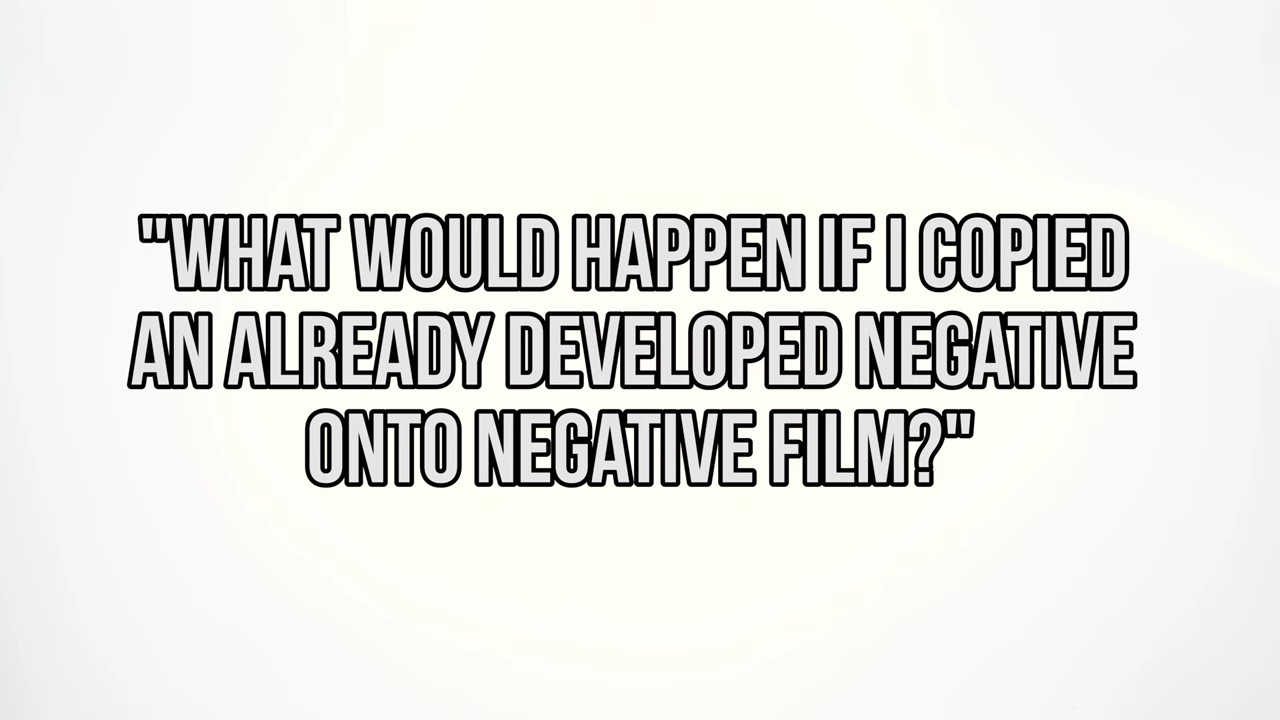 "WHAT WOULD HAPPEN IF I COPIED
AN ALREADY DEVELOPED NEGATIVE
ONTO NEGATIVE FILM?"